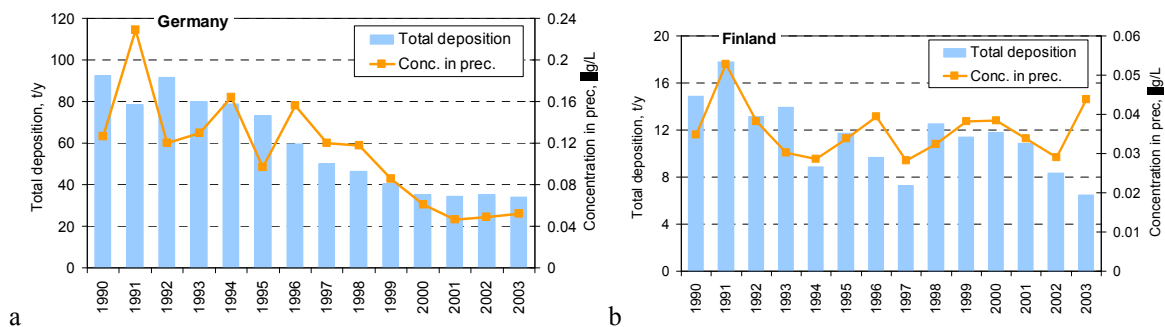 Germany
Total deposition
Conc. in prec.
Total deposition, t/y
120
100
80
60
40
20
0
0.24
0.2
0.16
0.12
0.08
0.04
0
Concentration in prec, g/L
1990 1991 1992 1993 1994 1995 1996 1997 1998 1999 2000 2001 2002 2003
a
Finland
Total deposition
Conc. in prec.
Total deposition, t/y
20
16
12
8
4
0
0.06
0.05
0.04
0.03
0.02
0.01
0
Concentration in prec, g/L
1990 1991 1992 1993 1994 1995 1996 1997 1998 1999 2000 2001 2002 2003
b